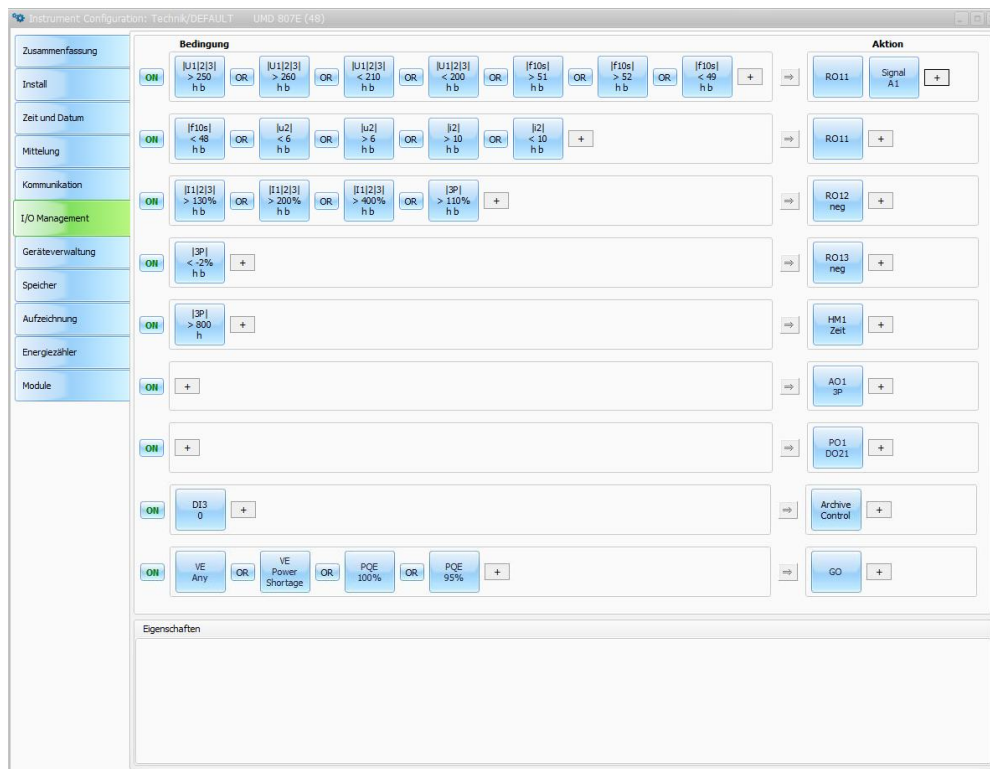 Instrument Configuration: Technik/DEFAULT UMD 807E (48)
Zusammenfassung
Install
Zeit und Datum
Mittelung
Kommunikation
I/O Management
Geräteverwaltung
Speicher
Aufzeichnung
Energiezähler
Module
Bedingung
Aktion
ON
|U1|2|3|
> 250
h b
OR
|U1|2|3|
> 260
h b
OR
|U1|2|3|
< 210
h b
OR
|U1|2|3|
< 200
h b
OR
|f10s|
> 51
h b
OR
|f10s|
> 52
h b
OR
|f10s|
< 49
h b
+
⇒
RO11
Signal
A1
+
ON
|f10s|
< 48
h b
OR
|u2|
< 6
h b
OR
|u2|
> 6
h b
OR
|i2|
> 10
h b
OR
|i2|
< 10
h b
+
⇒
RO11
+
ON
|I1|2|3|
> 130%
h b
OR
|I1|2|3|
> 200%
h b
OR
|I1|2|3|
> 400%
h b
OR
|3P|
> 110%
h b
+
⇒
RO12
neg
+
ON
|3P|
< -2%
h b
+
⇒
RO13
neg
+
ON
|3P|
> 800
h
+
⇒
HM1
Zeit
+
ON
+
⇒
AO1
3P
+
ON
+
⇒
PO1
DO21
+
ON
DI3
0
+
⇒
Archive
Control
+
ON
VE
Any
OR
VE
Power
Shortage
OR
PQE
100%
OR
PQE
95%
+
⇒
GO
+
Eigenschaften